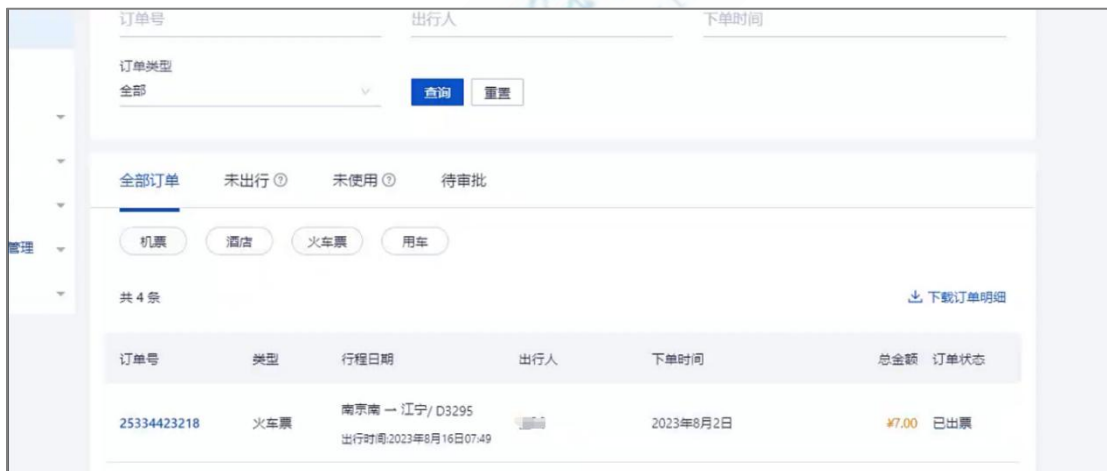 订单号 出行人 下单时间
订单类型
全部
查询 重置
全部订单 未出行 ? 未使用 ? 待审批
机票 酒店 火车票 用车
管理
共 4 条 下载订单明细
订单号 类型 行程日期 出行人 下单时间 总金额 订单状态
南京南 — 江宁/ D3295
25334423218 火车票 2023年8月2日 ¥7.00 已出票
出行时间:2023年8月16日07:49